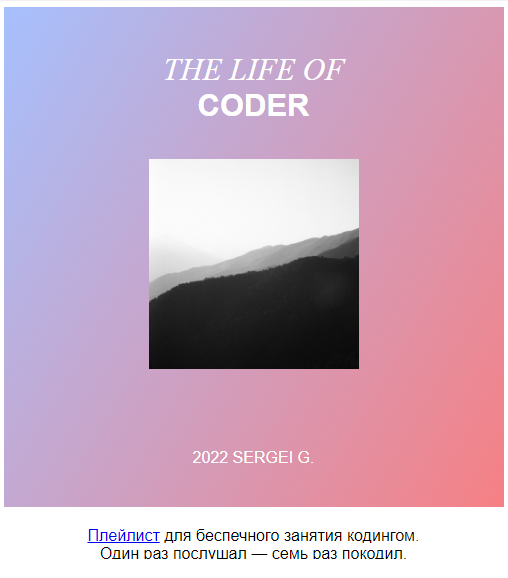 THE LIFE OF
CODER
2022 SERGEI G.
Плейлист для беспечного занятия кодингом.
Один раз послушал — семь раз покодил.